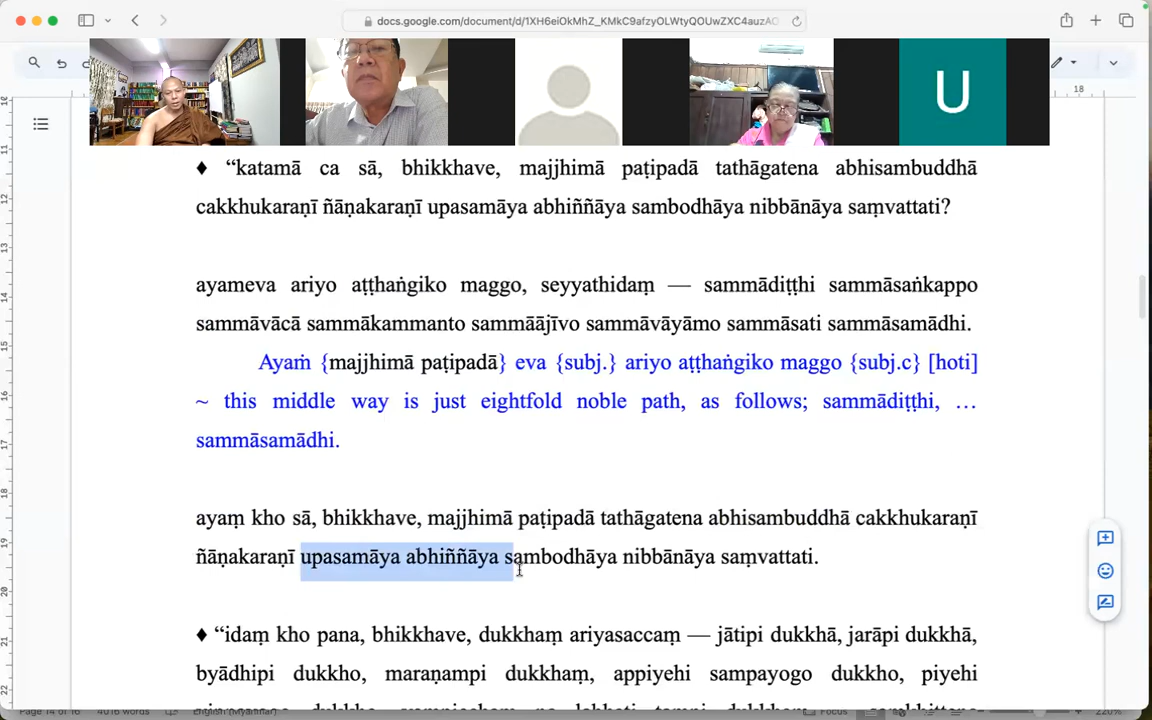 docs.google.com/document/d/1XH6eiOkMhZ_KMkC9afzyOLWtyQOUwZXC4auzAO
U
18
♦ “katamā ca sā, bhikkhave, majjhimā paṭipadā tathāgatena abhisambuddhā
cakkhukaraṇī ñāṇakaraṇī upasamāya abhiññāya sambodhāya nibbānāya saṃvattati?
ayameva ariyo aṭṭhaṅgiko maggo, seyyathidaṃ — sammādiṭṭhi sammāsaṅkappo
sammāvācā sammākammanto sammāājīvo sammāvāyāmo sammāsati sammāsamādhi.
Ayaṁ {majjhimā paṭipadā} eva {subj.} ariyo aṭṭhaṅgiko maggo {subj.c} [hoti]
~ this middle way is just eightfold noble path, as follows; sammādiṭṭhi, …
sammāsamādhi.
ayaṃ kho sā, bhikkhave, majjhimā paṭipadā tathāgatena abhisambuddhā cakkhukaraṇī
ñāṇakaraṇī upasamāya abhiññāya sambodhāya nibbānāya saṃvattati.
♦ “idaṃ kho pana, bhikkhave, dukkhaṃ ariyasaccaṃ — jātipi dukkhā, jarāpi dukkhā,
byādhipi dukkho, maraṇampi dukkhaṃ, appiyehi sampayogo dukkho, piyehi